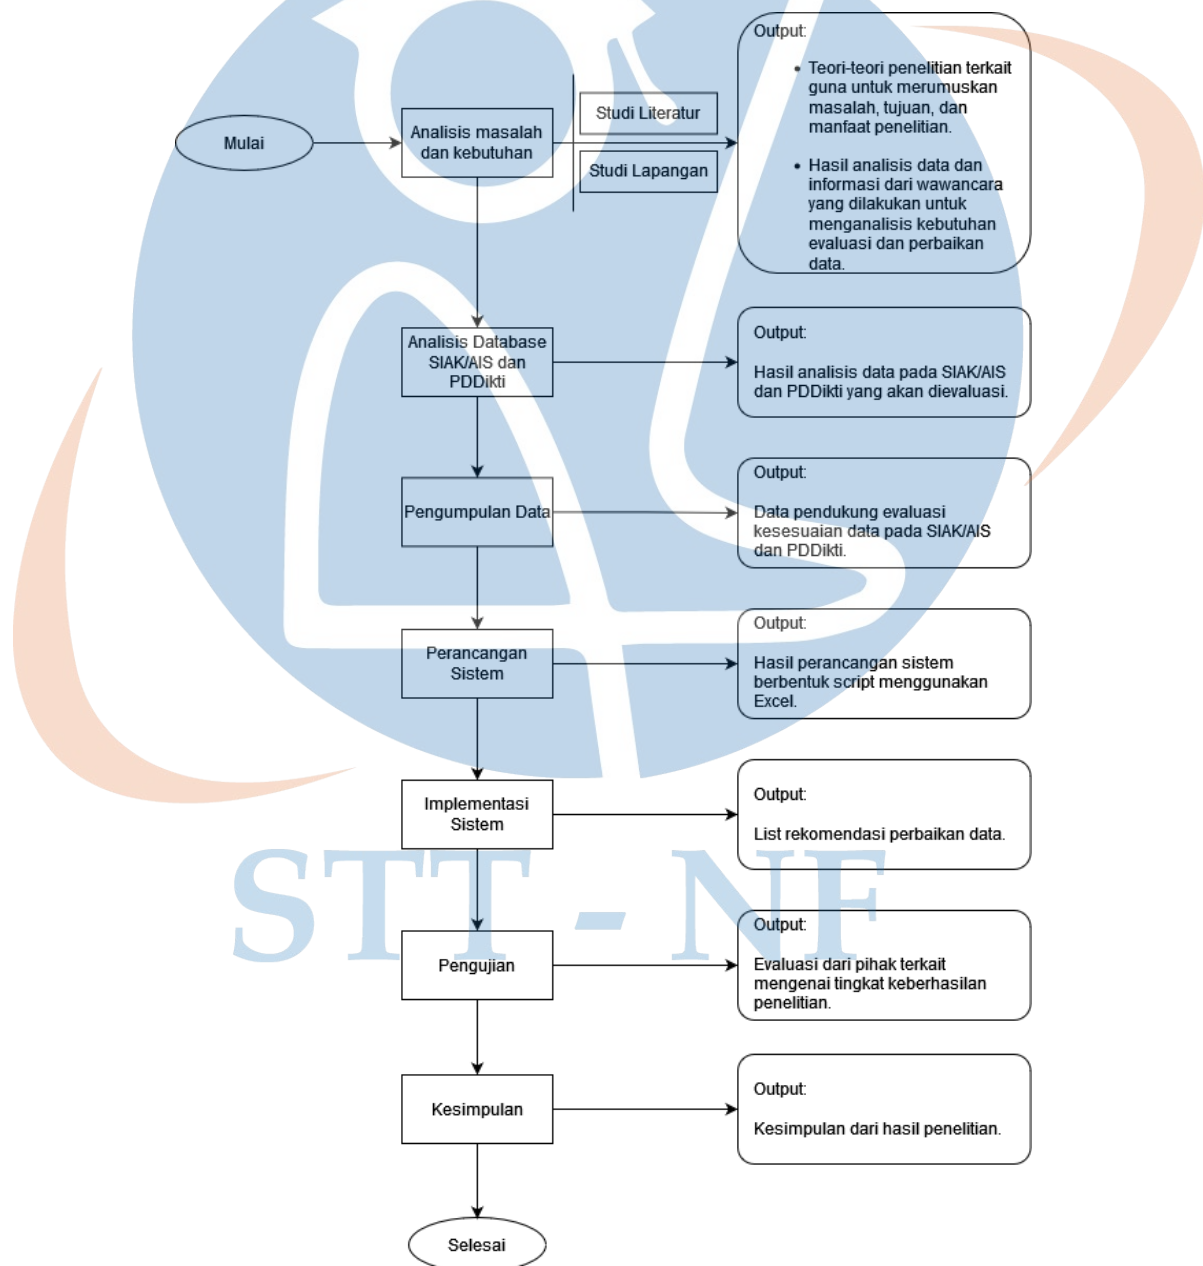 Mulai
Analisis masalah
dan kebutuhan
Studi Literatur
Studi Lapangan
Output:
• Teori-teori penelitian terkait
guna untuk merumuskan
masalah, tujuan, dan
manfaat penelitian.
• Hasil analisis data dan
informasi dari wawancara
yang dilakukan untuk
menganalisis kebutuhan
evaluasi dan perbaikan
data.
Analisis Database
SIAK/AIS dan
PDDikti
Output:
Hasil analisis data pada SIAK/AIS
dan PDDikti yang akan dievaluasi.
Pengumpulan Data
Output:
Data pendukung evaluasi
kesesuaian data pada SIAK/AIS
dan PDDikti.
Perancangan
Sistem
Output:
Hasil perancangan sistem
berbentuk script menggunakan
Excel.
Implementasi
Sistem
Output:
List rekomendasi perbaikan data.
STT - NF
Pengujian
Output:
Evaluasi dari pihak terkait
mengenai tingkat keberhasilan
penelitian.
Kesimpulan
Output:
Kesimpulan dari hasil penelitian.
Selesai